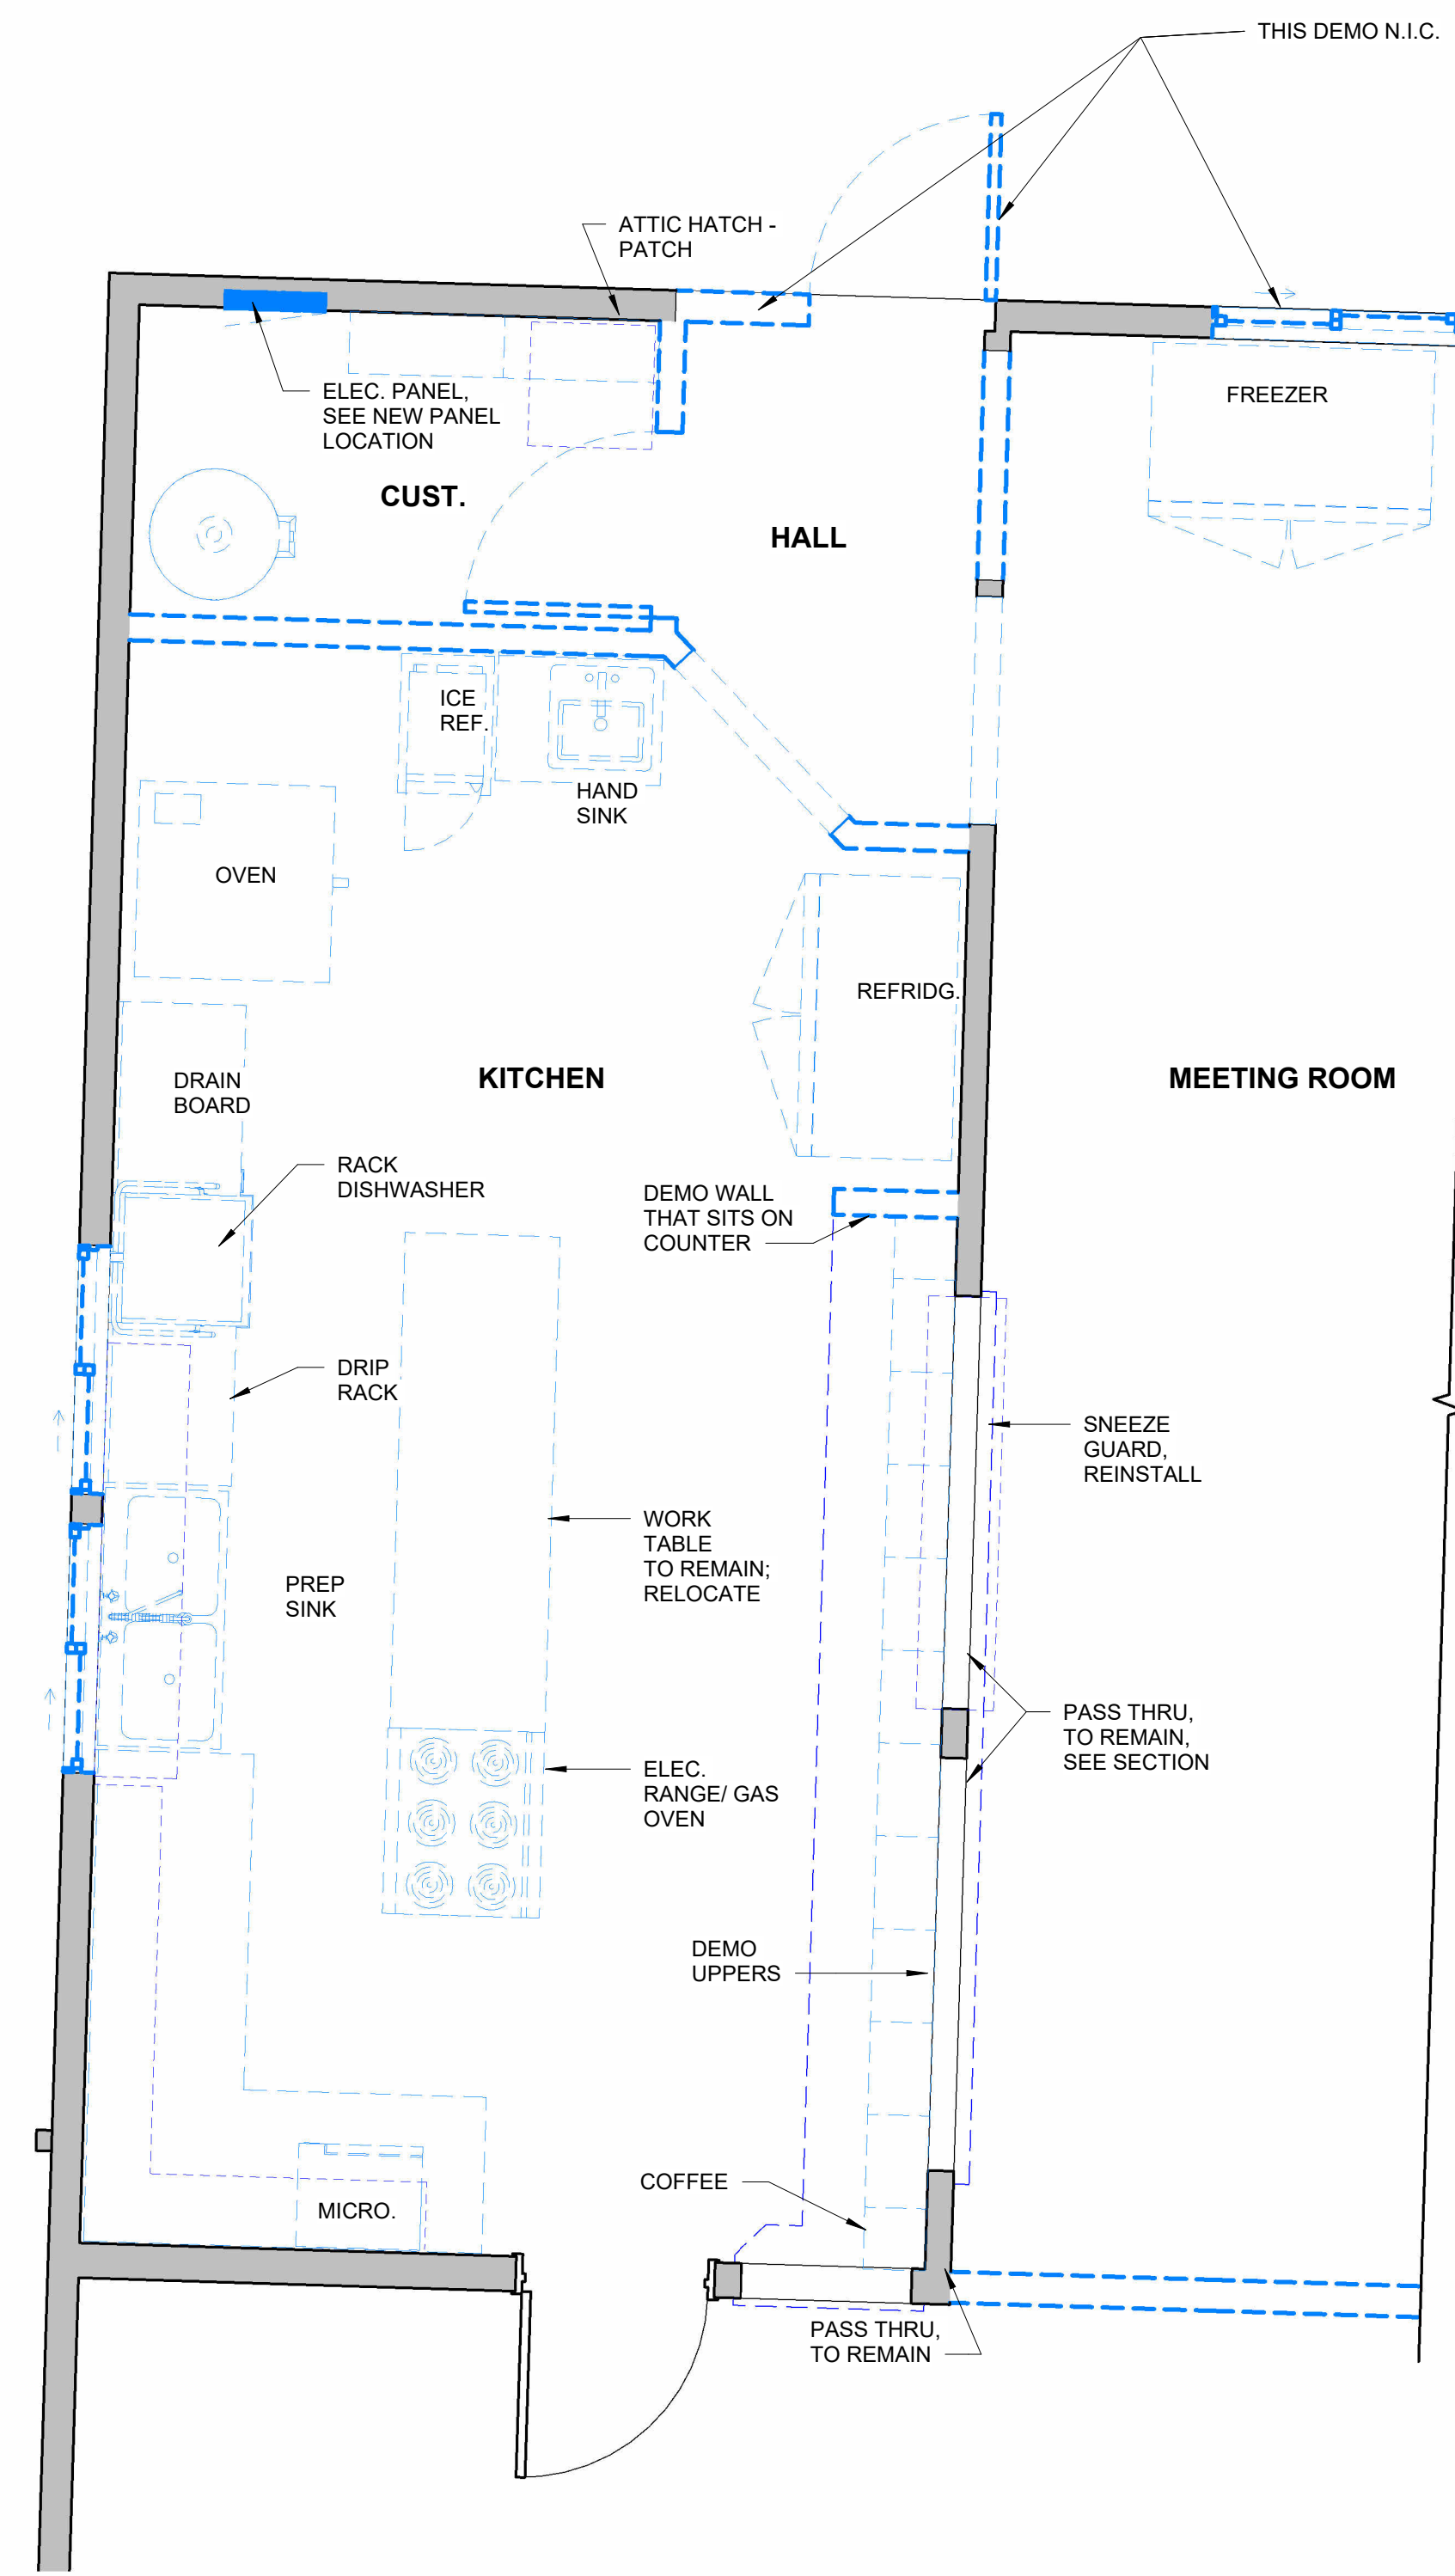 THIS DEMO N.I.C.
ATTIC HATCH -
PATCH
ELEC. PANEL,
SEE NEW PANEL
LOCATION
FREEZER
CUST.
HALL
ICE
REF.
HAND
SINK
OVEN
REFRIDG.
KITCHEN
MEETING ROOM
DRAIN
BOARD
RACK
DISHWASHER
DEMO WALL
THAT SITS ON
COUNTER
DRIP
RACK
SNEEZE
GUARD,
REINSTALL
WORK
TABLE
TO REMAIN;
RELOCATE
PREP
SINK
PASS THRU,
TO REMAIN,
SEE SECTION
ELEC.
RANGE/ GAS
OVEN
DEMO
UPPERS
COFFEE
MICRO.
PASS THRU,
TO REMAIN